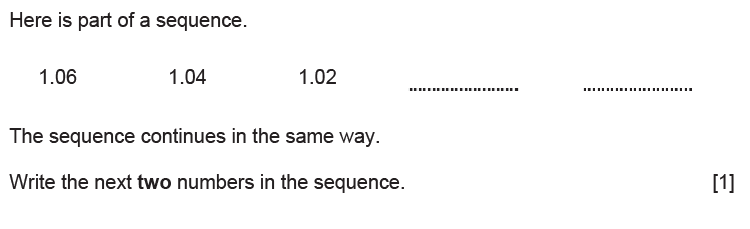 Here is part of a sequence.
1.06 1.04 1.02 ........................ ........................
The sequence continues in the same way.
Write the next two numbers in the sequence. [1]